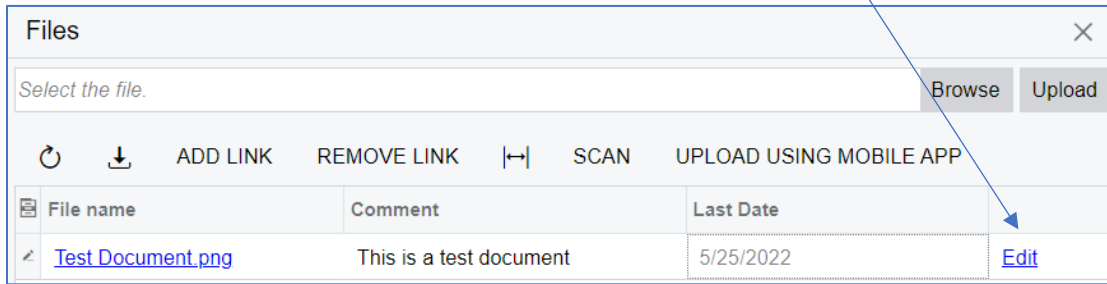 Files
Select the file. Browse Upload
ADD LINK REMOVE LINK SCAN UPLOAD USING MOBILE APP
File name Comment Last Date
Test Document.png This is a test document 5/25/2022 Edit